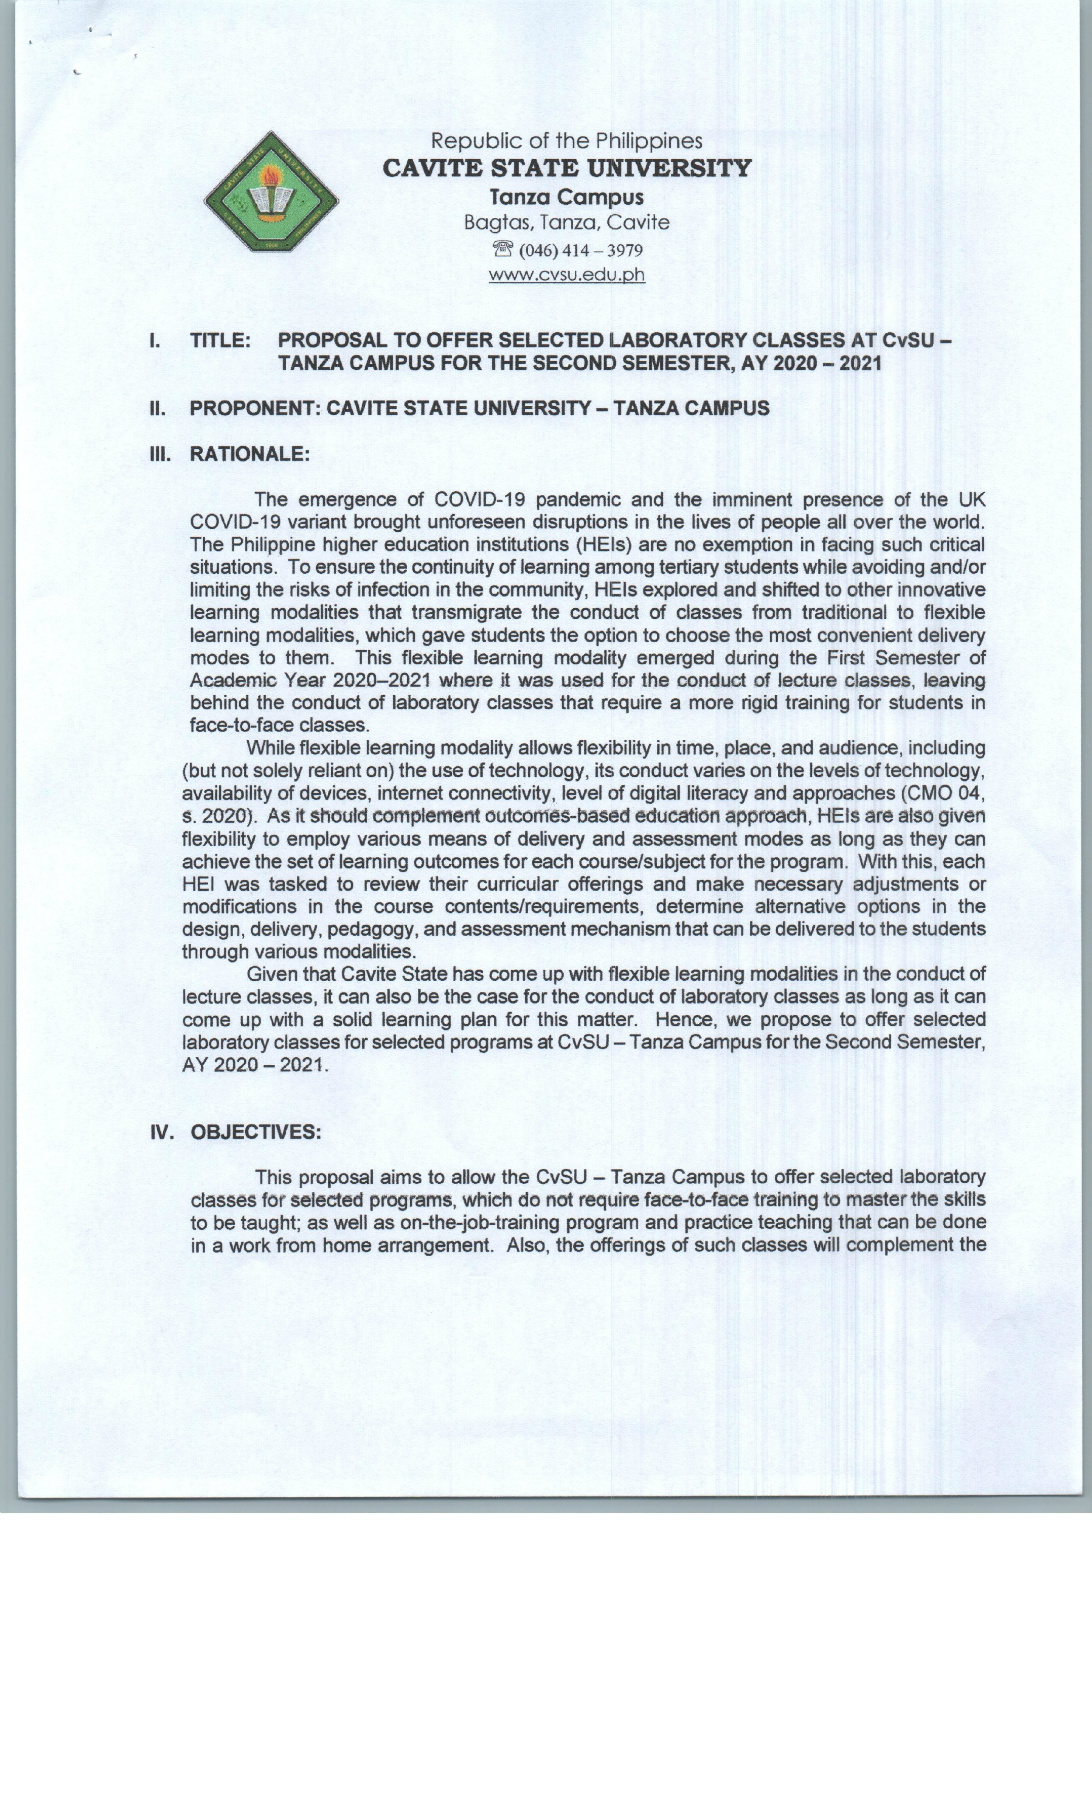 Republic of the Philippines
CAVITE STATE UNIVERSITY
Tanza Campus
Bagtas, Tanza, Cavite
☎ (046) 414 – 3979
www.cvsu.edu.ph
I. TITLE: PROPOSAL TO OFFER SELECTED LABORATORY CLASSES AT CvSU –
TANZA CAMPUS FOR THE SECOND SEMESTER, AY 2020 – 2021
II. PROPONENT: CAVITE STATE UNIVERSITY – TANZA CAMPUS
III. RATIONALE:
The emergence of COVID-19 pandemic and the imminent presence of the UK
COVID-19 variant brought unforeseen disruptions in the lives of people all over the world.
The Philippine higher education institutions (HEIs) are no exemption in facing such critical
situations. To ensure the continuity of learning among tertiary students while avoiding and/or
limiting the risks of infection in the community, HEIs explored and shifted to other innovative
learning modalities that transmigrate the conduct of classes from traditional to flexible
learning modalities, which gave students the option to choose the most convenient delivery
modes to them. This flexible learning modality emerged during the First Semester of
Academic Year 2020–2021 where it was used for the conduct of lecture classes, leaving
behind the conduct of laboratory classes that require a more rigid training for students in
face-to-face classes.
While flexible learning modality allows flexibility in time, place, and audience, including
(but not solely reliant on) the use of technology, its conduct varies on the levels of technology,
availability of devices, internet connectivity, level of digital literacy and approaches (CMO 04,
s. 2020). As it should complement outcomes-based education approach, HEIs are also given
flexibility to employ various means of delivery and assessment modes as long as they can
achieve the set of learning outcomes for each course/subject for the program. With this, each
HEI was tasked to review their curricular offerings and make necessary adjustments or
modifications in the course contents/requirements, determine alternative options in the
design, delivery, pedagogy, and assessment mechanism that can be delivered to the students
through various modalities.
Given that Cavite State has come up with flexible learning modalities in the conduct of
lecture classes, it can also be the case for the conduct of laboratory classes as long as it can
come up with a solid learning plan for this matter. Hence, we propose to offer selected
laboratory classes for selected programs at CvSU – Tanza Campus for the Second Semester,
AY 2020 – 2021.
IV. OBJECTIVES:
This proposal aims to allow the CvSU – Tanza Campus to offer selected laboratory
classes for selected programs, which do not require face-to-face training to master the skills
to be taught; as well as on-the-job-training program and practice teaching that can be done
in a work from home arrangement. Also, the offerings of such classes will complement the